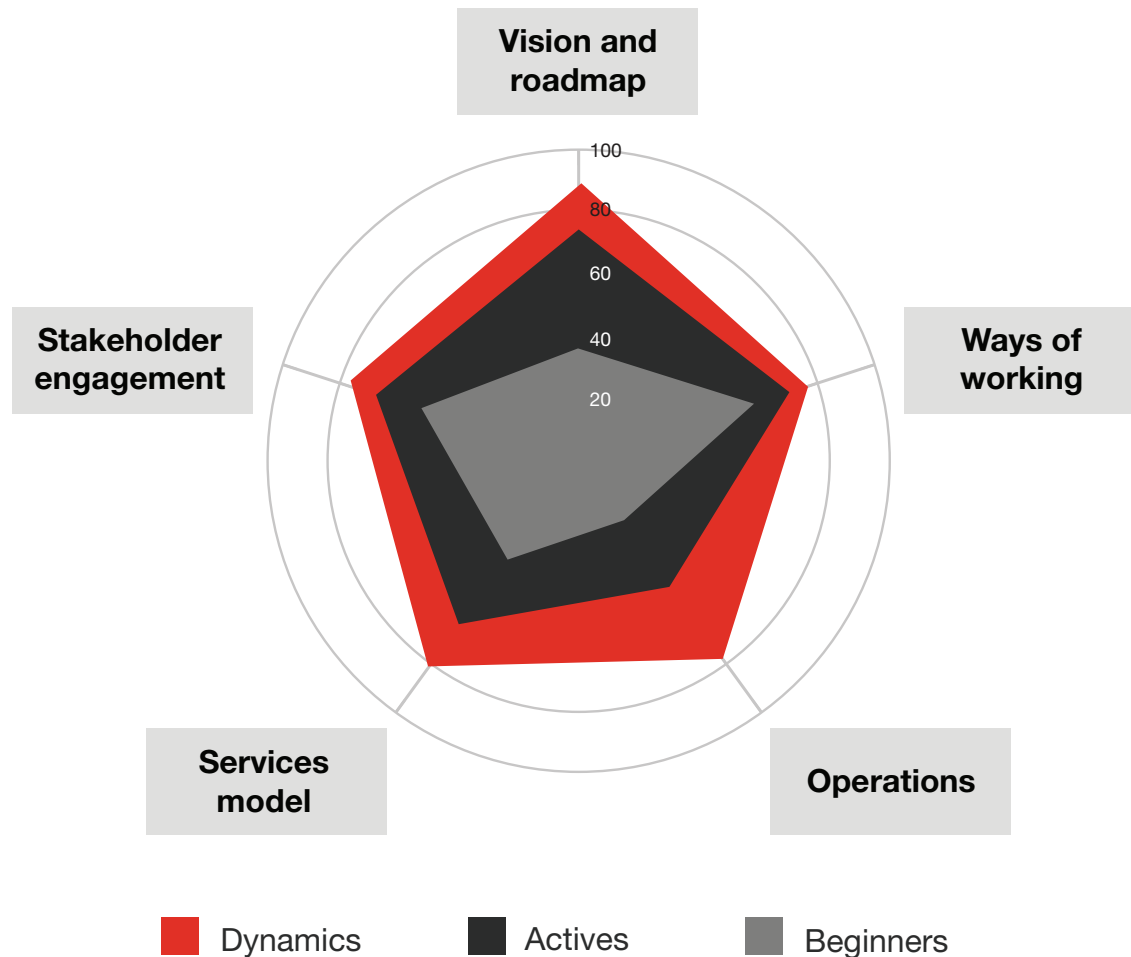 Vision and
roadmap
100
80
60
40
20
Stakeholder
engagement
Ways of
working
Services
model
Operations
Dynamics
Actives
Beginners